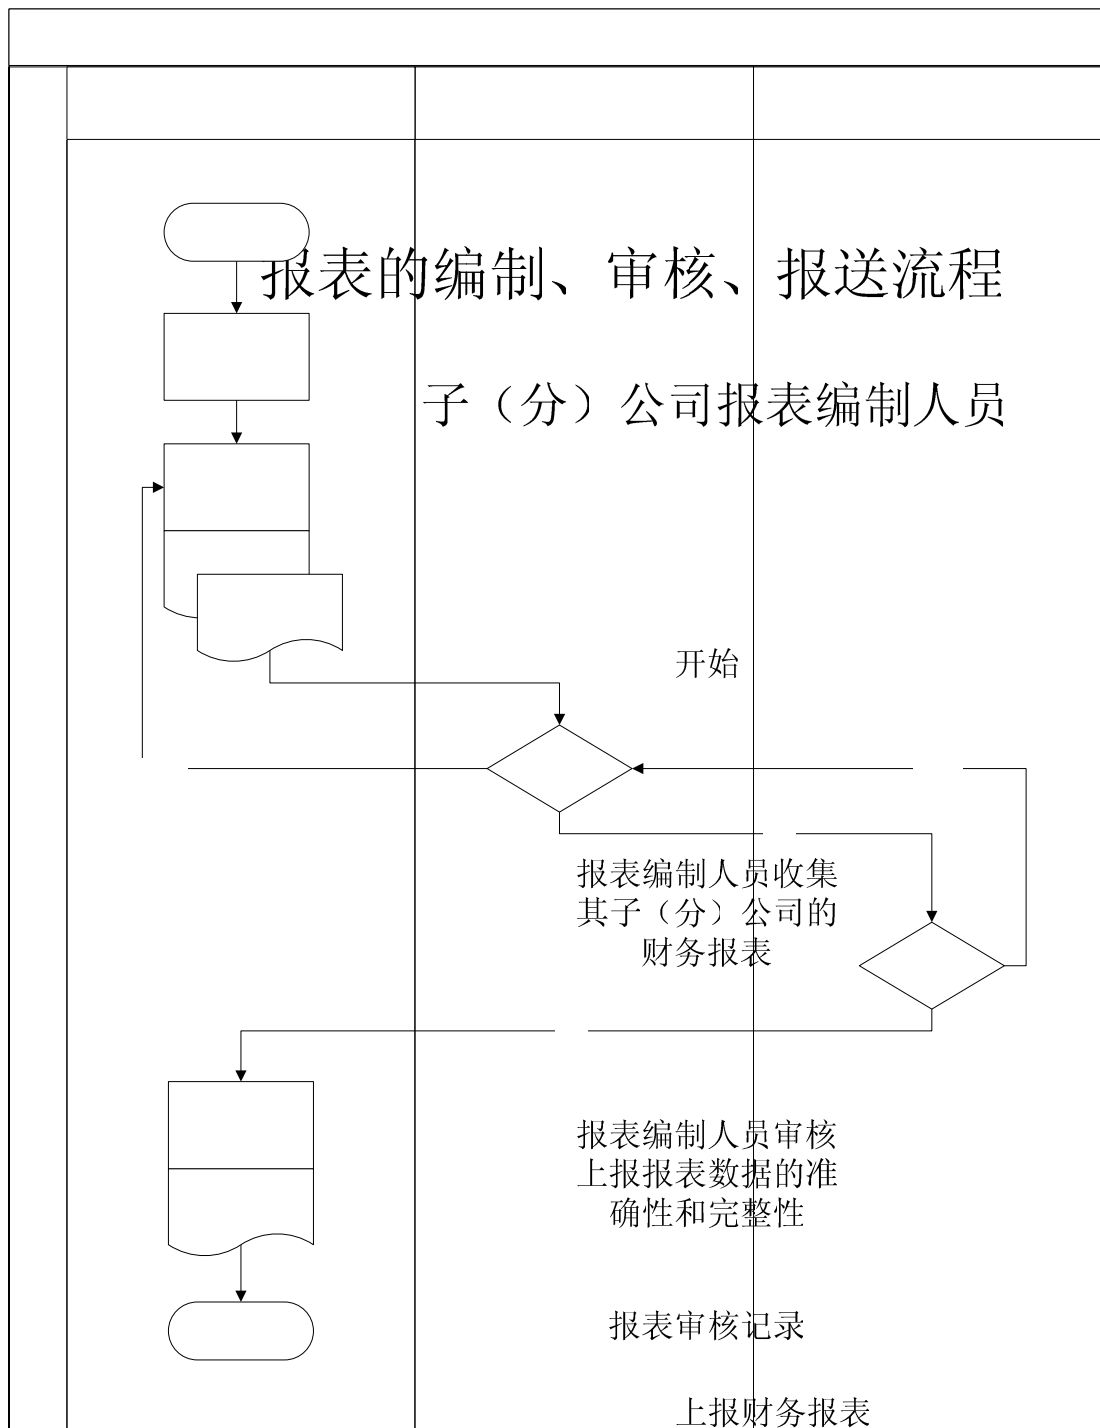 报表的编制、审核、报送流程
子（分）公司报表编制人员
开始
报表编制人员收集
其子（分）公司的
财务报表
报表编制人员审核
上报报表数据的准
确性和完整性
报表审核记录
上报财务报表